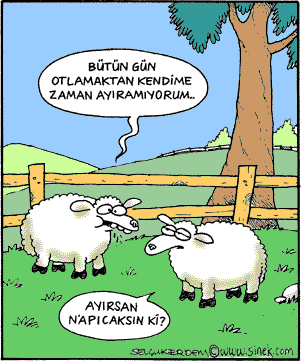 BÜTÜN GÜN
OTLAMAKTAN KENDİME
ZAMAN AYIRAMIYORUM..
AYIRSAN
N'APICAKSIN Kİ?
SELÇUK ERDEM ©www.sinek.com